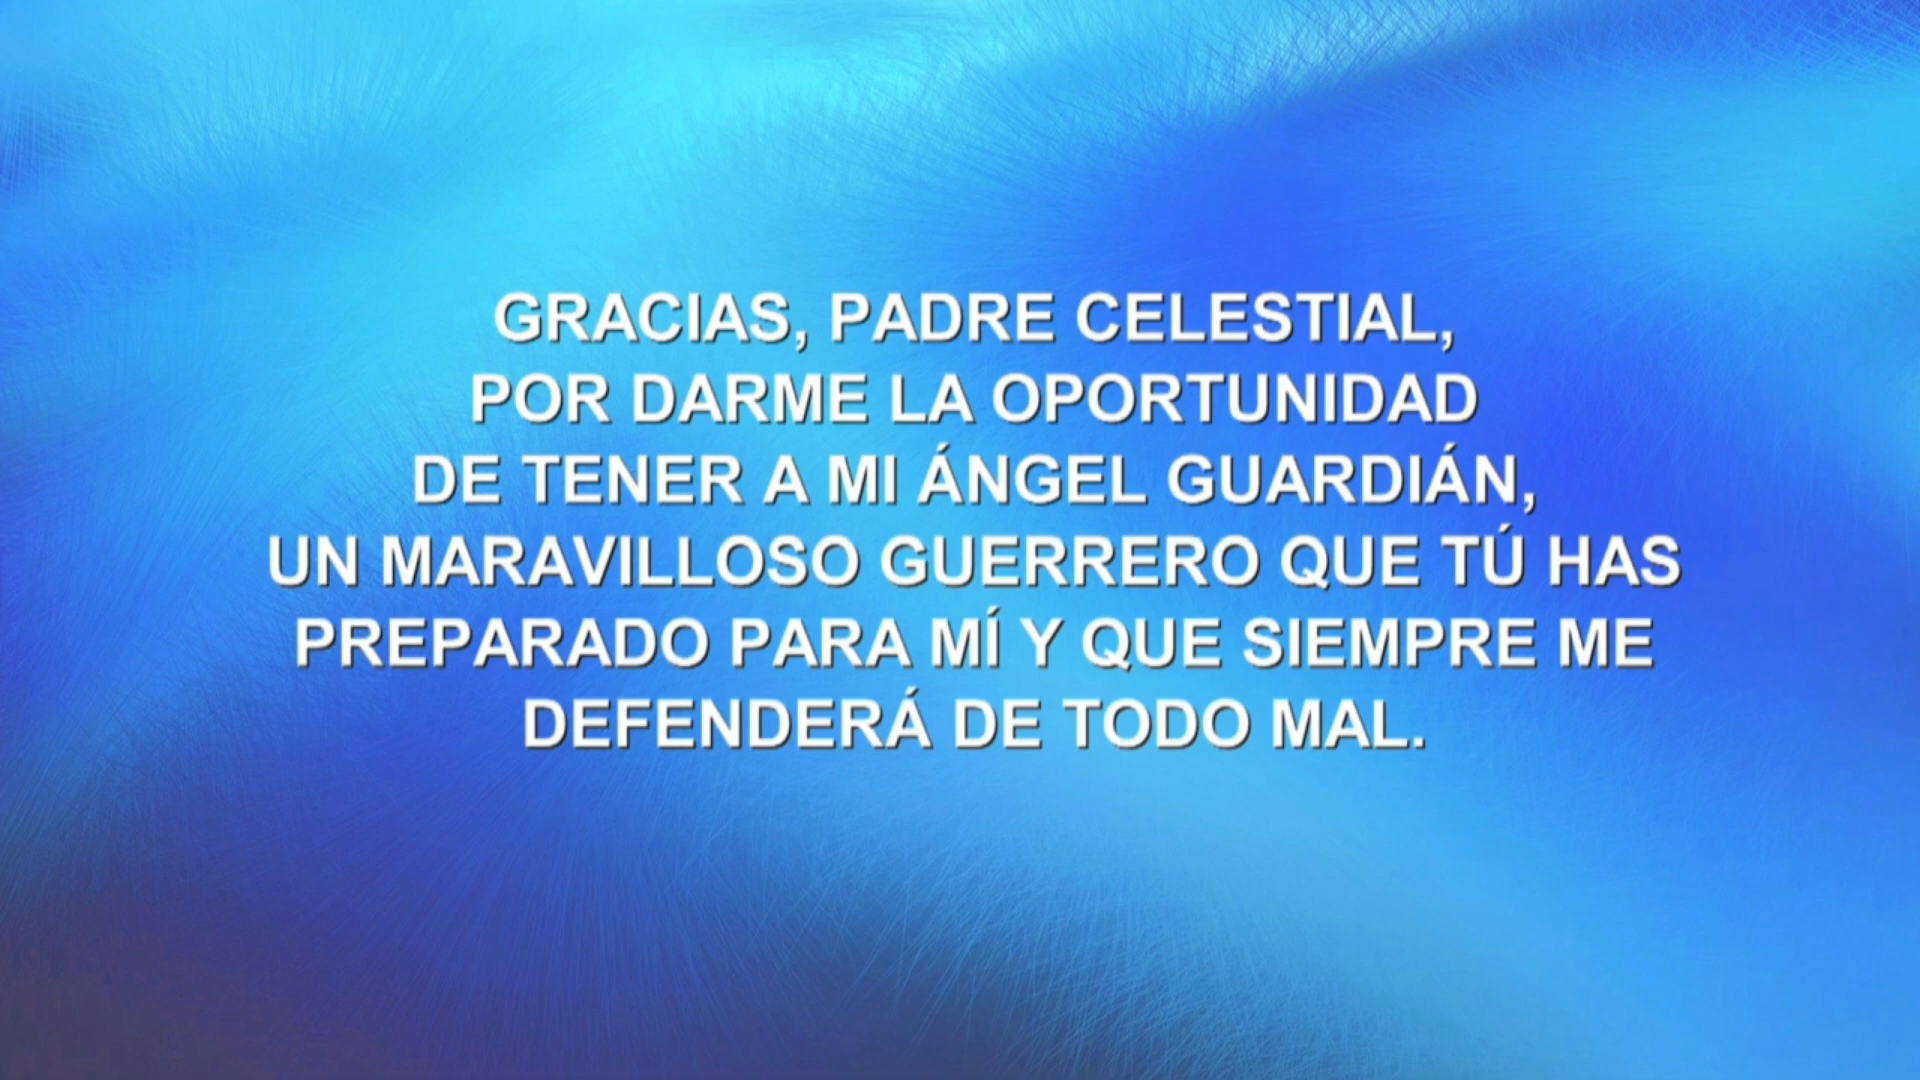 GRACIAS, PADRE CELESTIAL,
POR DARME LA OPORTUNIDAD
DE TENER A MI ÁNGEL GUARDIÁN,
UN MARAVILLOSO GUERRERO QUE TÚ HAS
PREPARADO PARA MÍ Y QUE SIEMPRE ME
DEFENDERÁ DE TODO MAL.